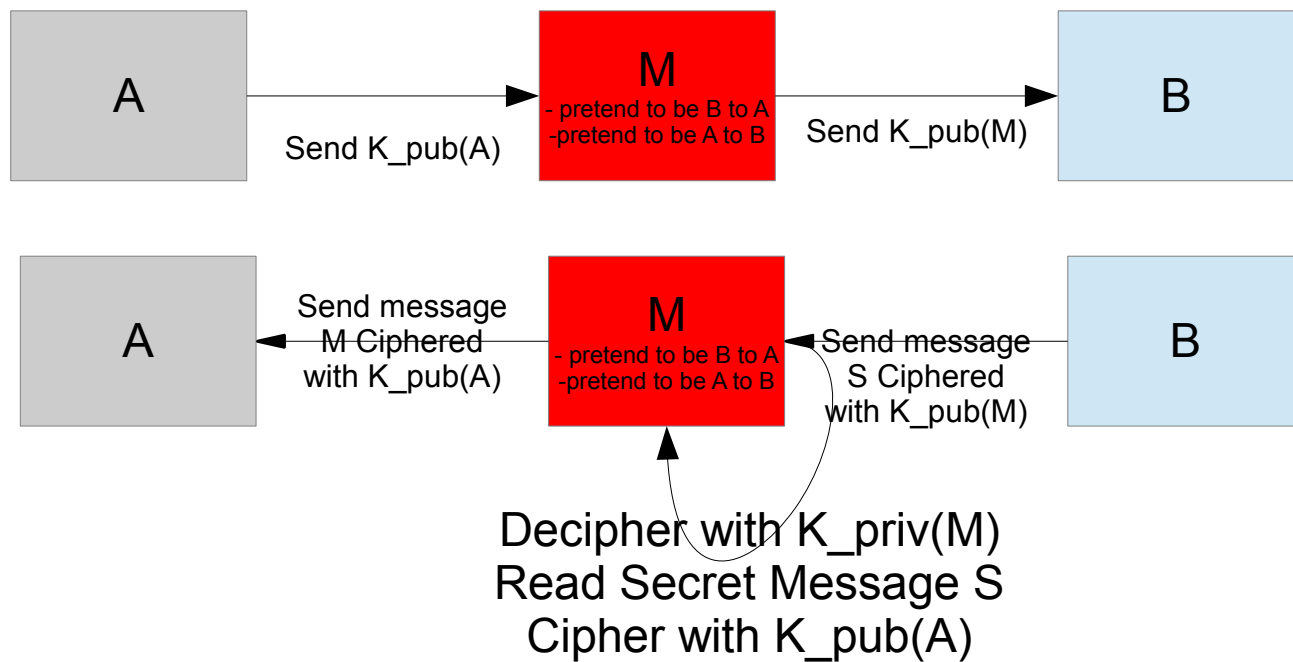 A
M
- pretend to be B to A
-pretend to be A to B
B
Send K_pub(A)
Send K_pub(M)
A
Send message
M Ciphered
with K_pub(A)
M
- pretend to be B to A
-pretend to be A to B
Send message
S Ciphered
with K_pub(M)
B
Decipher with K_priv(M)
Read Secret Message S
Cipher with K_pub(A)